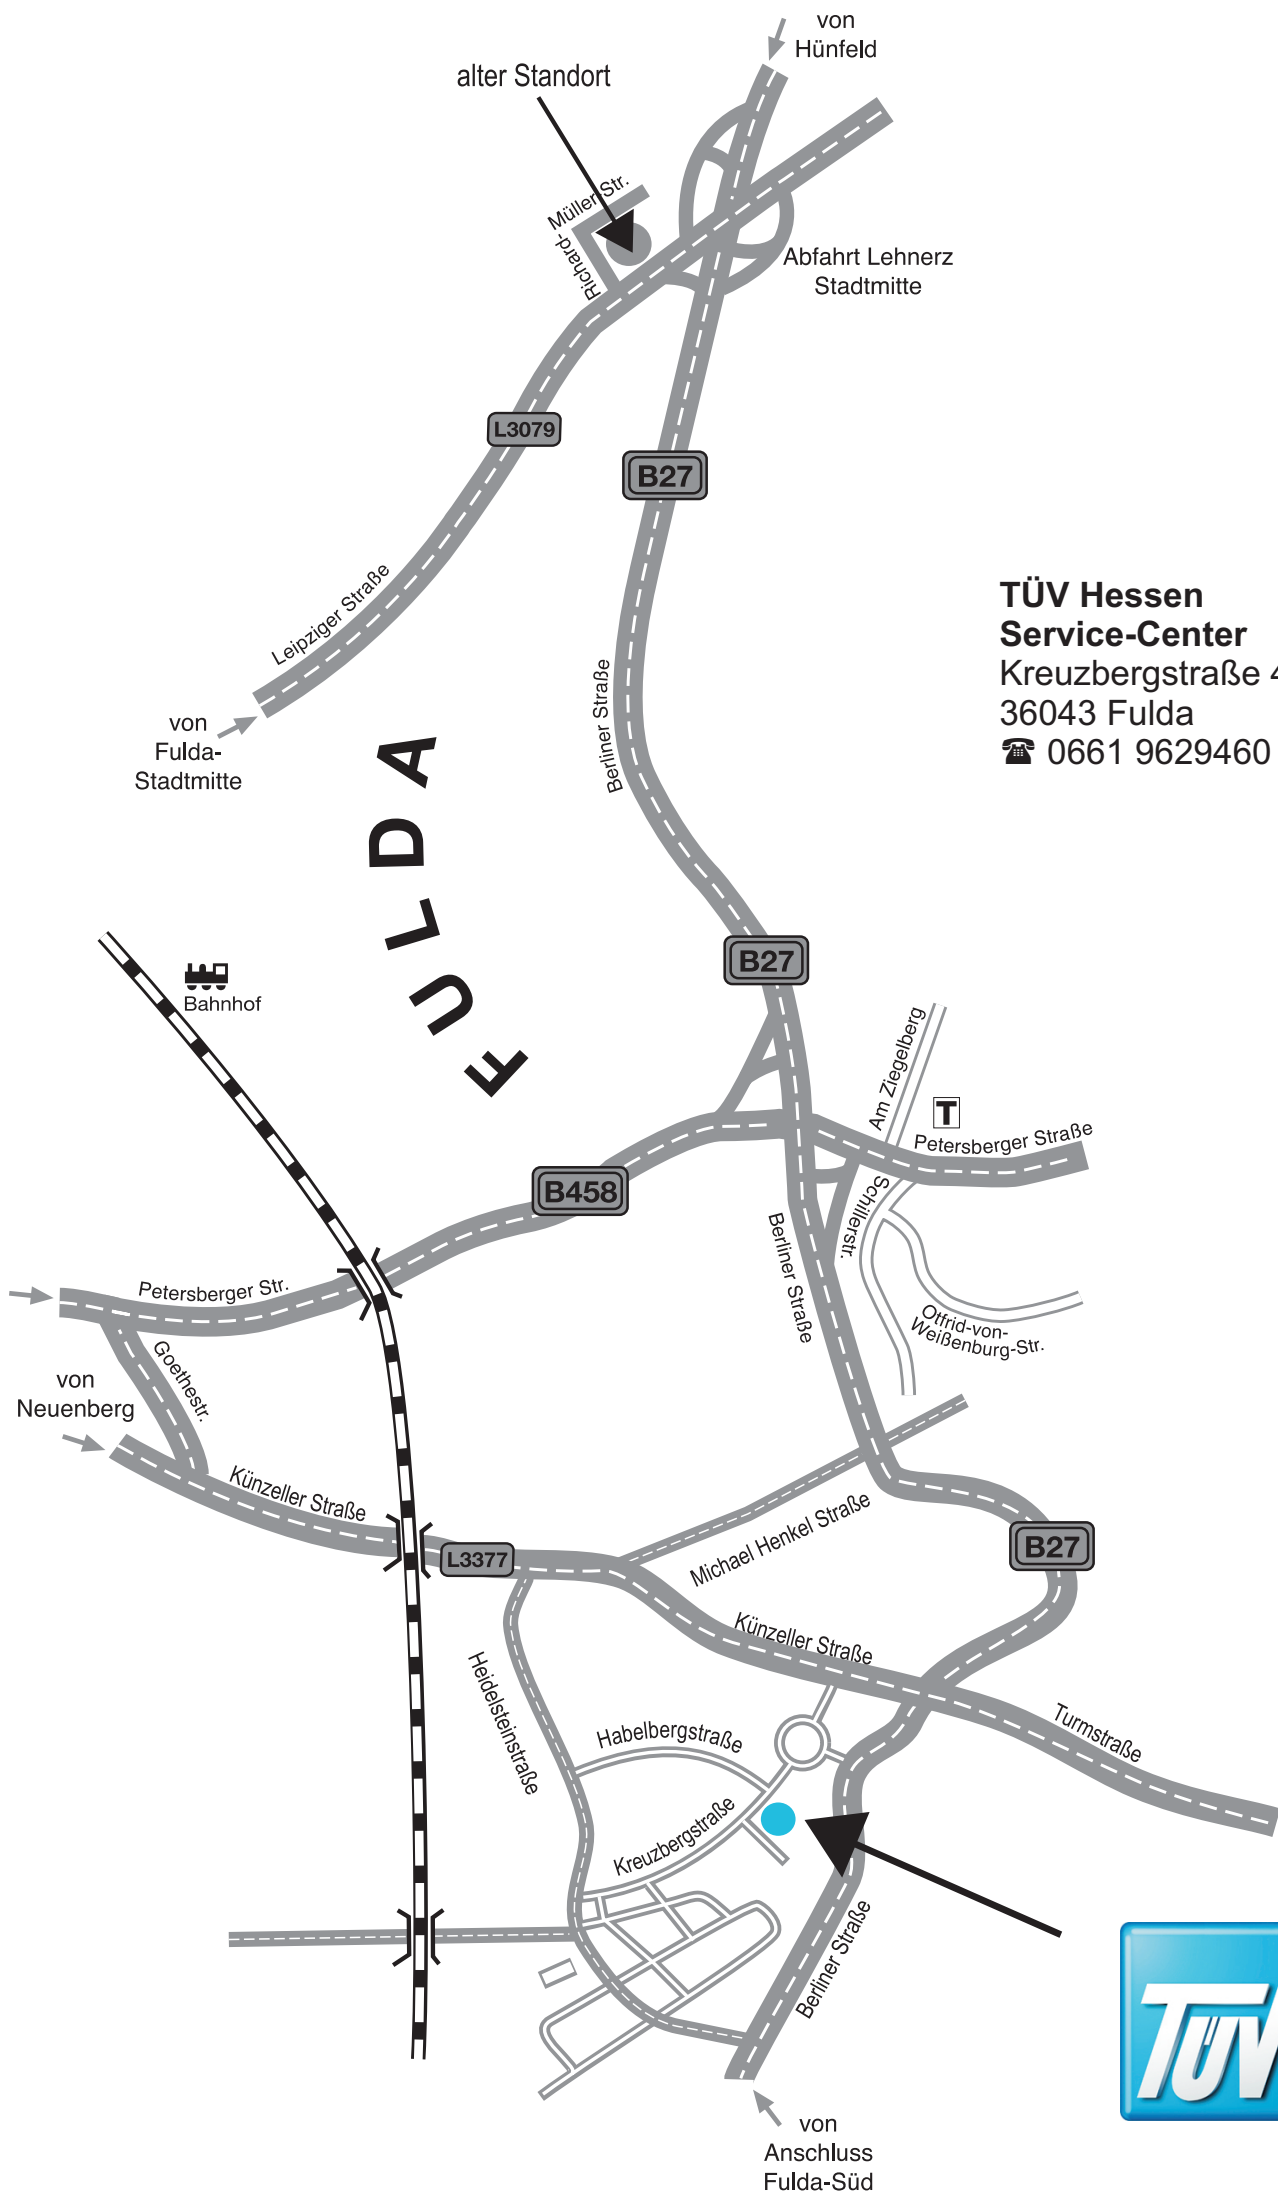 von
Hünfeld
alter Standort
Müller-Str.
Richard-
Abfahrt Lehnerz
Stadtmitte
L3079
B27
Leipziger Straße
TÜV Hessen
Service-Center
Kreuzbergstraße 4
36043 Fulda
☎ 0661 9629460
Berliner Straße
von
Fulda-
Stadtmitte
FULDA
B27
Bahnhof
Am Ziegelberg
T
Petersberger Straße
B458
Schillerstr.
Berliner Straße
Petersberger Str.
Otfrid-von-
Weißenburg-Str.
Goethestr.
von
Neuenberg
Künzeller Straße
Michael Henkel Straße
B27
L3377
Künzeller Straße
Heidelsteinstraße
Turmstraße
Habelbergstraße
Kreuzbergstraße
Berliner Straße
TÜV
von
Anschluss
Fulda-Süd